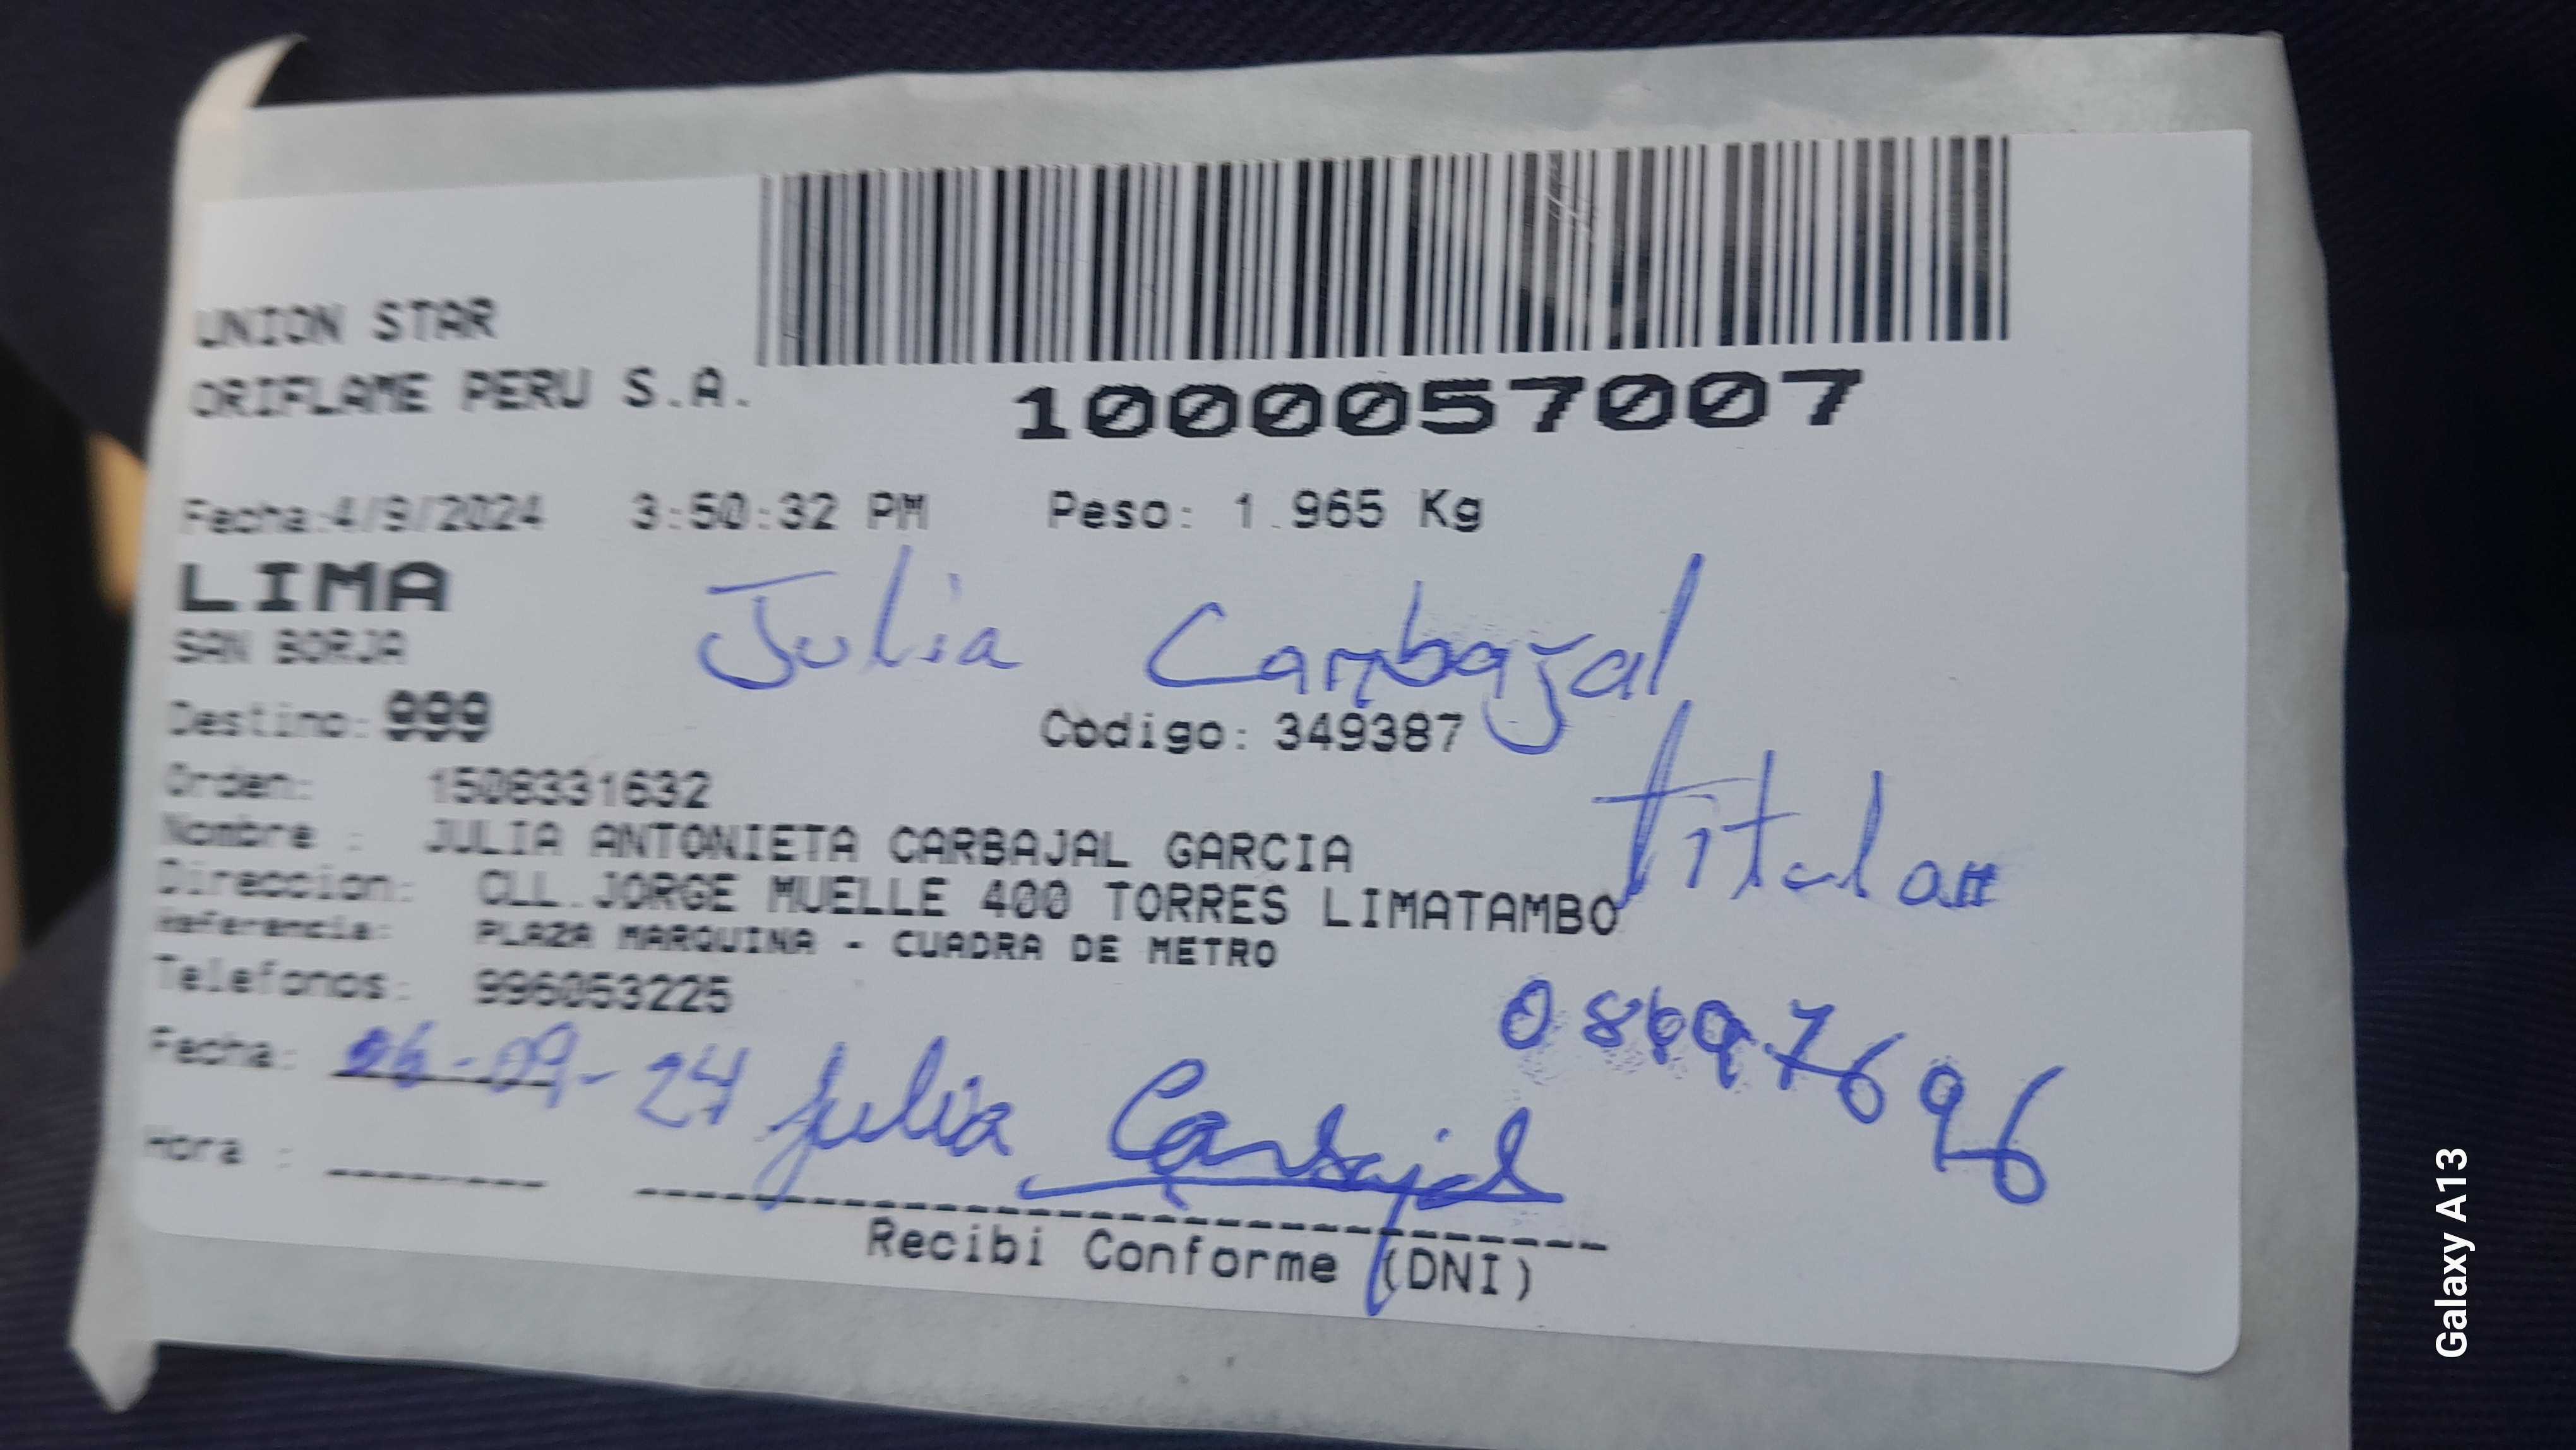 UNION STAR
ORIFLAME PERU S.A.
1000057007
Fecha:4/9/2024 3:50:32 PM Peso: 1.965 Kg
LIMA
Julia Carbajal
SAN BORJA
Destino: 999 Codigo: 349387
Titular
Orden: 1508331632
Nombre : JULIA ANTONIETA CARBAJAL GARCIA
Direccion: CLL.JORGE MUELLE 400 TORRES LIMATAMBO
Referencia: PLAZA MARQUINA - CUADRA DE METRO
Telefonos: 996053225
Fecha: 06-09-24 Julia Carbajal
Hora :
Recibi Conforme (DNI)
Galaxy A13